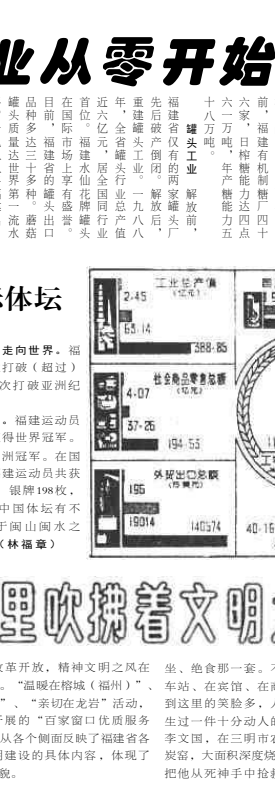 业从零开始
前,福建有机制糖厂四十
六家,日榨糖能力达四点
六一万吨,年产糖能力五
十八万吨。
罐头工业 解放前,
福建省仅有的两家罐头厂
先后破产倒闭。解放后,
重建罐头工业。一九八八
年,全省罐头行业总产值
近六亿元,居全国同行业
首位。福建水仙花牌罐头
在国际市场上享有盛誉。
目前,福建省的罐头出口
品种多达三十多种。蘑菇
罐头质量达世界第一流水
体坛
走向世界。福
打破(超过)
次打破亚洲纪
。福建运动员
得世界冠军。
洲冠军。在国
建运动员共获
银牌198枚,
中国体坛有不
于闽山闽水之
(林福章)
工业总产值
(亿元)
2.45
63.14
388.85
社会商品零售总额
(亿元)
4.07
37.26
194.53
外贸出口总额
(万美元)
195
19014
140574
里吹拂着文明
改革开放,精神文明之风在
。“温暖在榕城(福州)”、
”、“亲切在龙岩”活动,
开展的“百家窗口优质服务
从各个侧面反映了福建省各
明建设的具体内容,体现了
貌。
坐、绝食那一套。
车站、在宾馆、在
到这里的笑脸多,
生过一件十分动人的
李文国,在三明市
炭窑,大面积深度烧
把他从死神手中抢